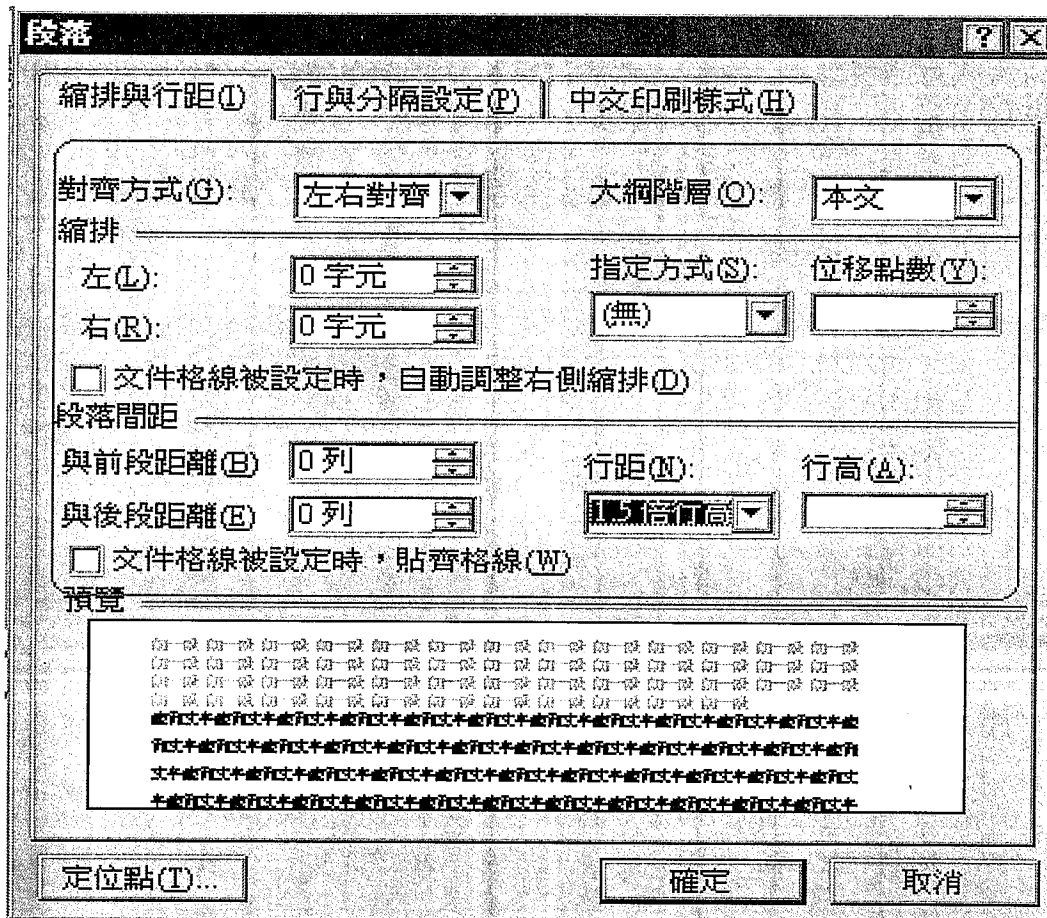 段落 ? ×
縮排與行距(I) 行與分隔設定(P) 中文印刷樣式(H)
對齊方式(G): 左右對齊 大綱階層(O): 本文
縮排
左(L): 0 字元 指定方式(S): 位移點數(Y):
右(R): 0 字元 (無)
文件格線被設定時，自動調整右側縮排(D)
段落間距
與前段距離(B) 0 列 行距(N): 行高(A):
與後段距離(E) 0 列 1.5 倍行高
文件格線被設定時，貼齊格線(W)
預覽
定位點(T)... 確定 取消